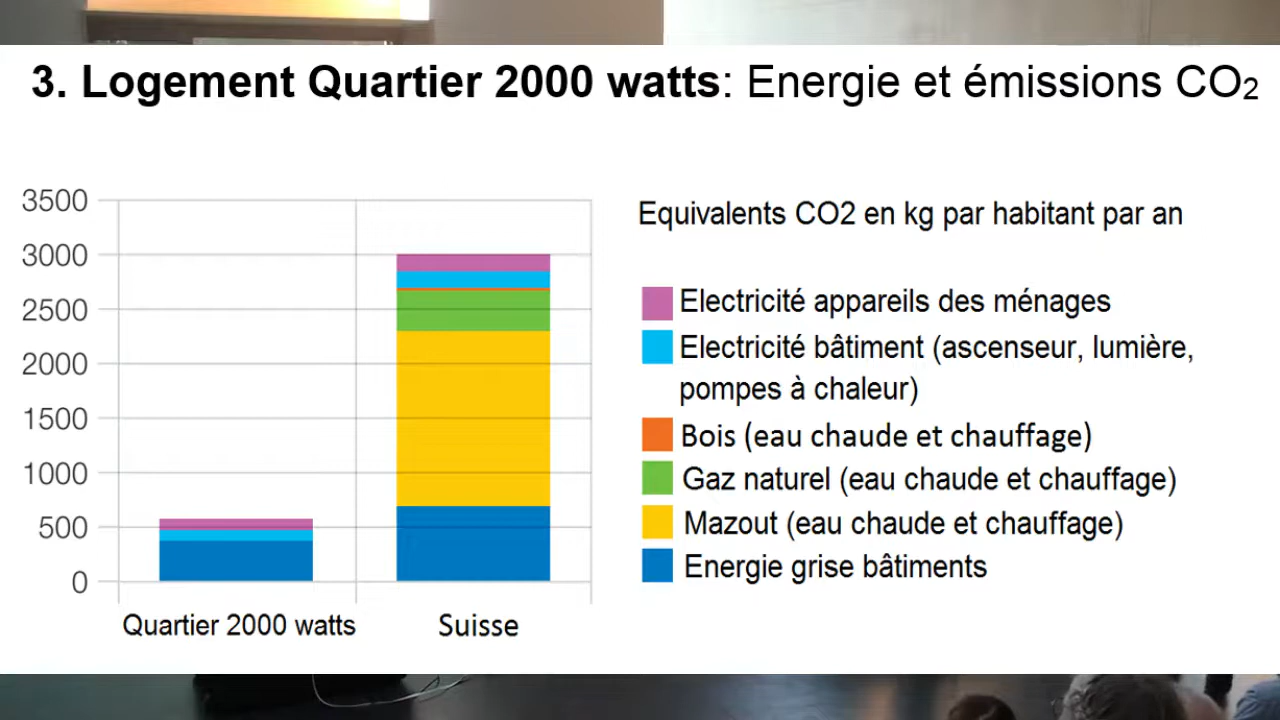 3. Logement Quartier 2000 watts: Energie et émissions CO2
3500
3000
2500
2000
1500
1000
500
0
Quartier 2000 watts
Suisse
Equivalents CO2 en kg par habitant par an
Electricité appareils des ménages
Electricité bâtiment (ascenseur, lumière,
pompes à chaleur)
Bois (eau chaude et chauffage)
Gaz naturel (eau chaude et chauffage)
Mazout (eau chaude et chauffage)
Energie grise bâtiments